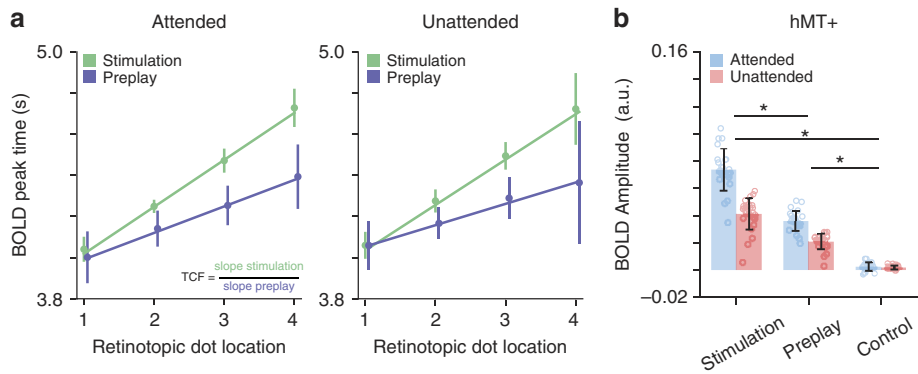 a
Attended
Unattended
b
hMT+
5.0
Stimulation
Preplay
BOLD peak time (s)
3.8
TCF = slope stimulation
slope preplay
1 2 3 4
Retinotopic dot location
5.0
Stimulation
Preplay
3.8
1 2 3 4
Retinotopic dot location
0.16
Attended
Unattended
* * *
BOLD Amplitude (a.u.)
–0.02
Stimulation
Preplay
Control